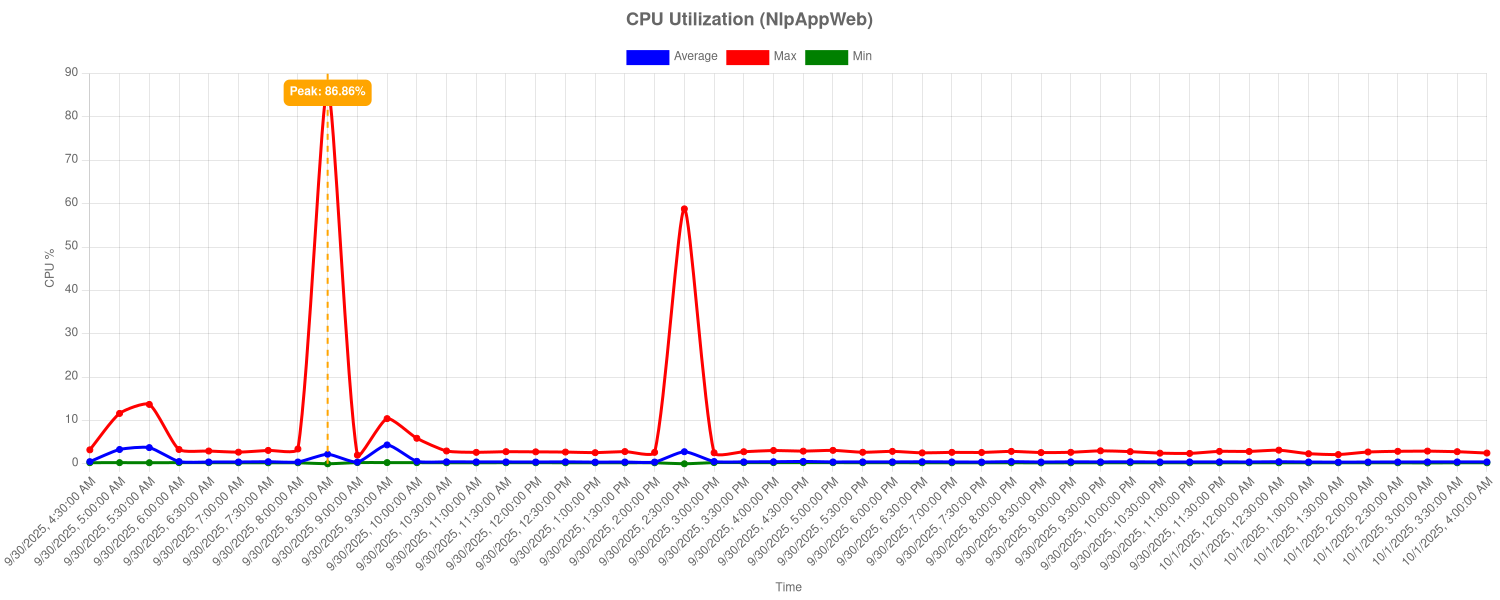 CPU Utilization (NlpAppWeb)
Average Max Min
90
Peak: 86.86%
80
70
60
50
40
30
20
10
0
CPU %
9/30/2025, 4:30:00 AM
9/30/2025, 5:00:00 AM
9/30/2025, 5:30:00 AM
9/30/2025, 6:00:00 AM
9/30/2025, 6:30:00 AM
9/30/2025, 7:00:00 AM
9/30/2025, 7:30:00 AM
9/30/2025, 8:00:00 AM
9/30/2025, 8:30:00 AM
9/30/2025, 9:00:00 AM
9/30/2025, 9:30:00 AM
9/30/2025, 10:00:00 AM
9/30/2025, 10:30:00 AM
9/30/2025, 11:00:00 AM
9/30/2025, 11:30:00 AM
9/30/2025, 12:00:00 PM
9/30/2025, 12:30:00 PM
9/30/2025, 1:00:00 PM
9/30/2025, 1:30:00 PM
9/30/2025, 2:00:00 PM
9/30/2025, 2:30:00 PM
9/30/2025, 3:00:00 PM
9/30/2025, 3:30:00 PM
9/30/2025, 4:00:00 PM
9/30/2025, 4:30:00 PM
9/30/2025, 5:00:00 PM
9/30/2025, 5:30:00 PM
9/30/2025, 6:00:00 PM
9/30/2025, 6:30:00 PM
9/30/2025, 7:00:00 PM
9/30/2025, 7:30:00 PM
9/30/2025, 8:00:00 PM
9/30/2025, 8:30:00 PM
9/30/2025, 9:00:00 PM
9/30/2025, 9:30:00 PM
9/30/2025, 10:00:00 PM
9/30/2025, 10:30:00 PM
9/30/2025, 11:00:00 PM
9/30/2025, 11:30:00 PM
10/1/2025, 12:00:00 AM
10/1/2025, 12:30:00 AM
10/1/2025, 1:00:00 AM
10/1/2025, 1:30:00 AM
10/1/2025, 2:00:00 AM
10/1/2025, 2:30:00 AM
10/1/2025, 3:00:00 AM
10/1/2025, 3:30:00 AM
10/1/2025, 4:00:00 AM
Time